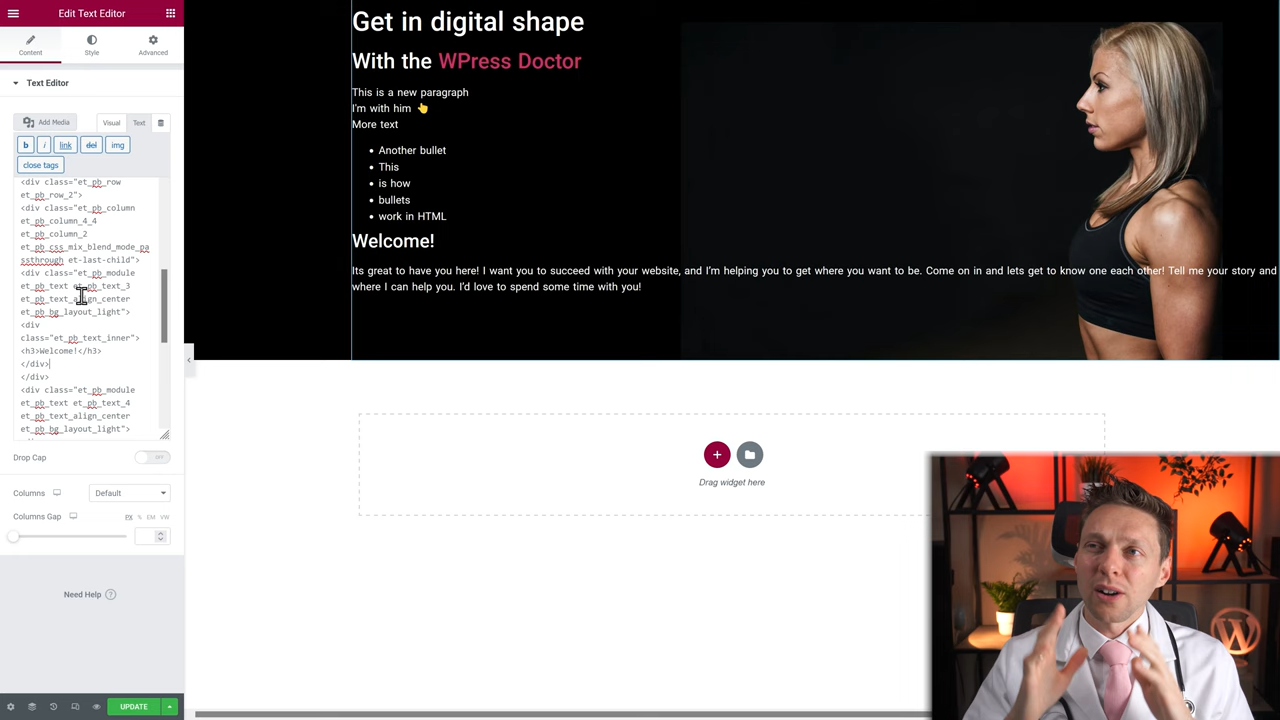 Edit Text Editor
Content
Style
Advanced
Text Editor
Add Media
Visual
Text
b
i
link
del
img
close tags
<div class="et_pb_row
et_pb_row_2">
<div class="et_pb_column
et_pb_column_4_4
et_pb_column_2
et_pb_css_mix_blend_mode_pa
ssthrough et-last-child">
<div class="et_pb_module
et_pb_text et_pb_text_3
et_pb_text_align_center
et_pb_bg_layout_light">
<div
class="et_pb_text_inner">
<h3>Welcome!</h3>
</div>
</div>
<div class="et_pb_module
et_pb_text et_pb_text_4
et_pb_text_align_center
et_pb_bg_layout_light">
Drop Cap
OFF
Columns
Default
Columns Gap
PX
%
EM
VW
Need Help
?
UPDATE
Get in digital shape
With the WPress Doctor
This is a new paragraph
I'm with him 👆
More text
• Another bullet
• This
• is how
• bullets
• work in HTML
Welcome!
Its great to have you here! I want you to succeed with your website, and I'm helping you to get where you want to be. Come on in and lets get to know one each other! Tell me your story and
where I can help you. I'd love to spend some time with you!
Drag widget here